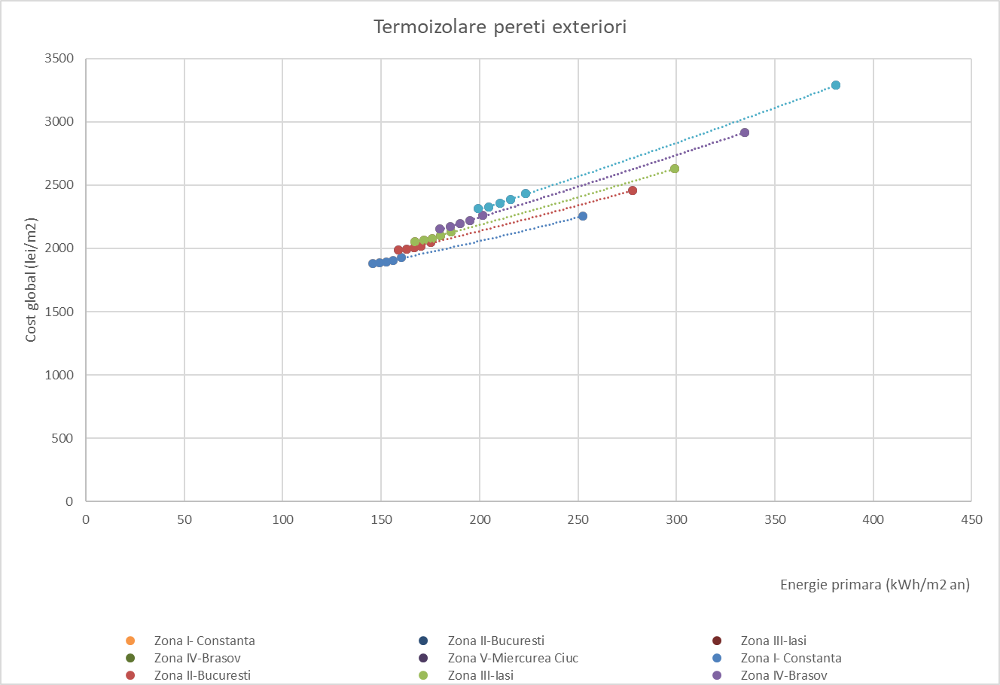 Termoizolare pereti exteriori
3500
3000
2500
2000
1500
1000
500
0
Cost global (lei/m2)
0 50 100 150 200 250 300 350 400 450
Energie primara (kWh/m2 an)
Zona I- Constanta Zona II-Bucuresti Zona III-Iasi
Zona IV-Brasov Zona V-Miercurea Ciuc Zona I- Constanta
Zona II-Bucuresti Zona III-Iasi Zona IV-Brasov